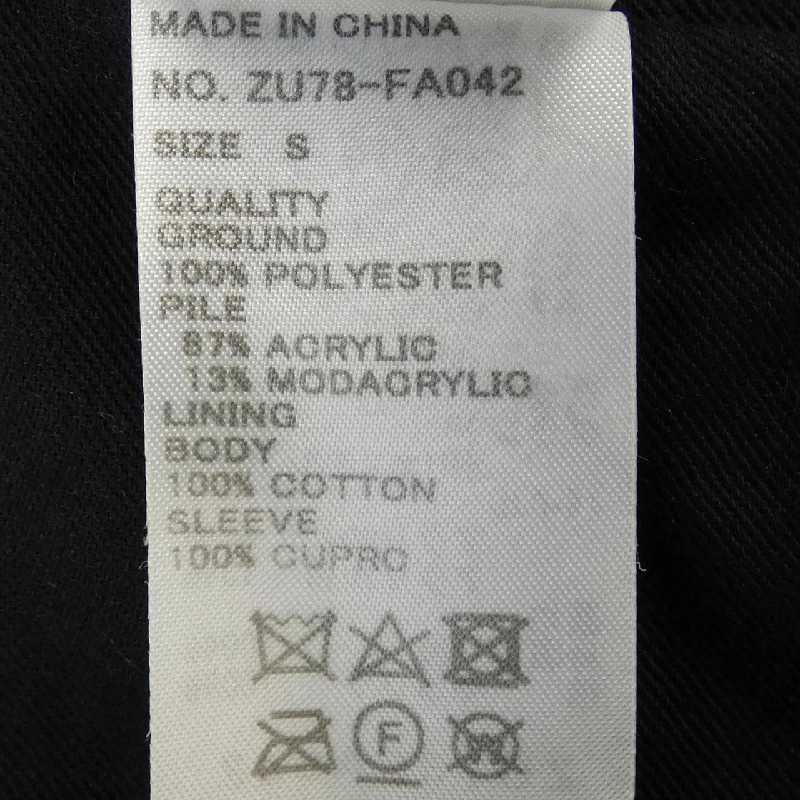 MADE IN CHINA
NO. ZU78-FA042
SIZE S
QUALITY
GROUND
100% POLYESTER
PILE
87% ACRYLIC
13% MODACRYLIC
LINING
BODY
100% COTTON
SLEEVE
100% CUPRO
F
W